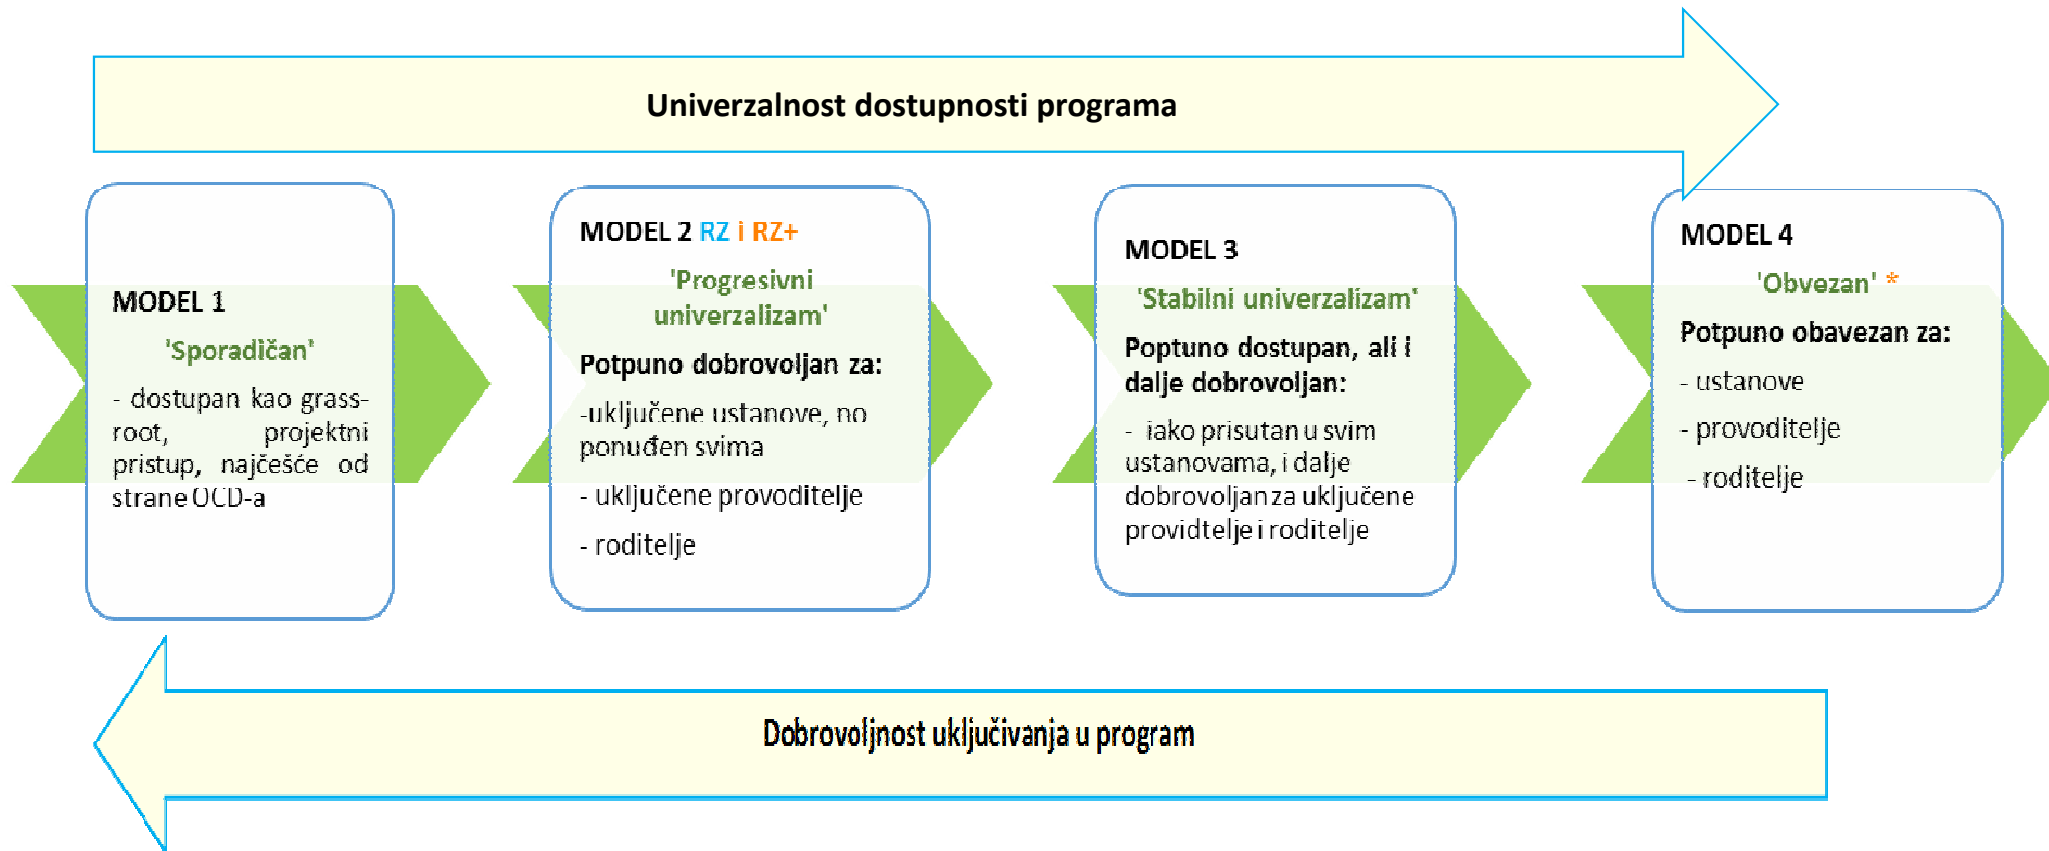 Univerzalnost dostupnosti programa
MODEL 1
'Sporadičan'
- dostupan kao grass-
root, projektni
pristup, najčešće od
strane OCD-a
MODEL 2 RZ i RZ+
'Progresivni
univerzalizam'
Potpuno dobrovoljan za:
-uključene ustanove, no
ponuđen svima
- uključene provoditelje
- roditelje
MODEL 3
'Stabilni univerzalizam'
Poptuno dostupan, ali i
dalje dobrovoljan:
- iako prisutan u svim
ustanovama, i dalje
dobrovoljan za uključene
providtelje i roditelje
MODEL 4
'Obvezan' *
Potpuno obavezan za:
- ustanove
- provoditelje
- roditelje
Dobrovoljnost uključivanja u program